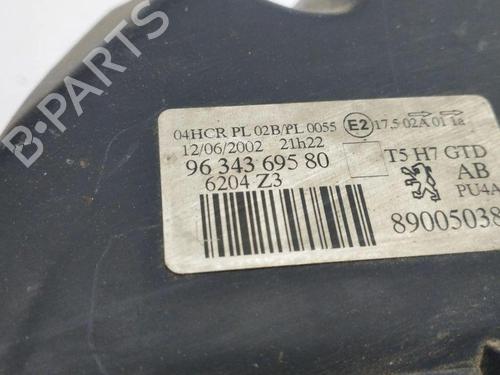 B-PARTS
04HCR PL 02B/PL 0055 E2 17.5 02A 01 1a
12/06/2002 21h22
96 343 695 80 T5 H7 GTD
6204 Z3 AB
PU4A
89005038